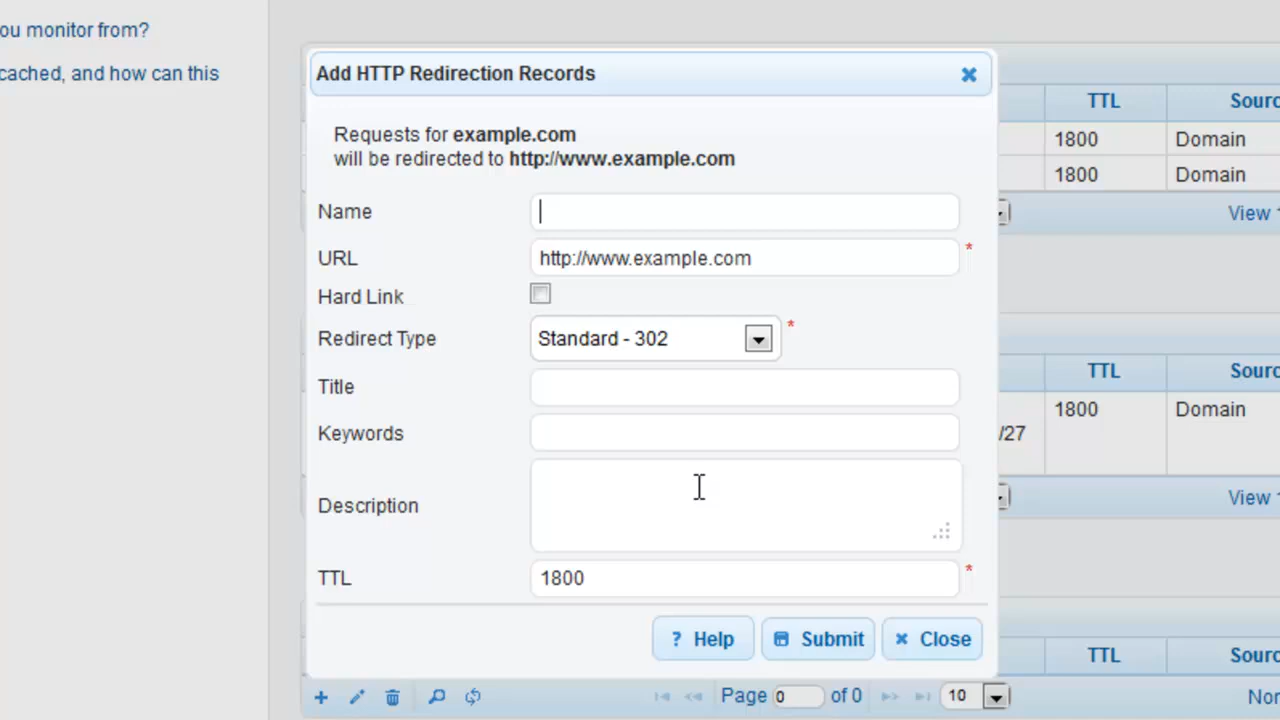 ou monitor from?
cached, and how can this
Add HTTP Redirection Records
Requests for example.com
will be redirected to http://www.example.com
Name
URL http://www.example.com *
Hard Link
Redirect Type Standard - 302 *
Title
Keywords
Description
TTL 1800 *
? Help Submit Close
TTL Sourc
1800 Domain
1800 Domain
View 1
TTL Sourc
1800 Domain
/27
View 1
TTL Sourc
Page 0 of 0 10 Nor